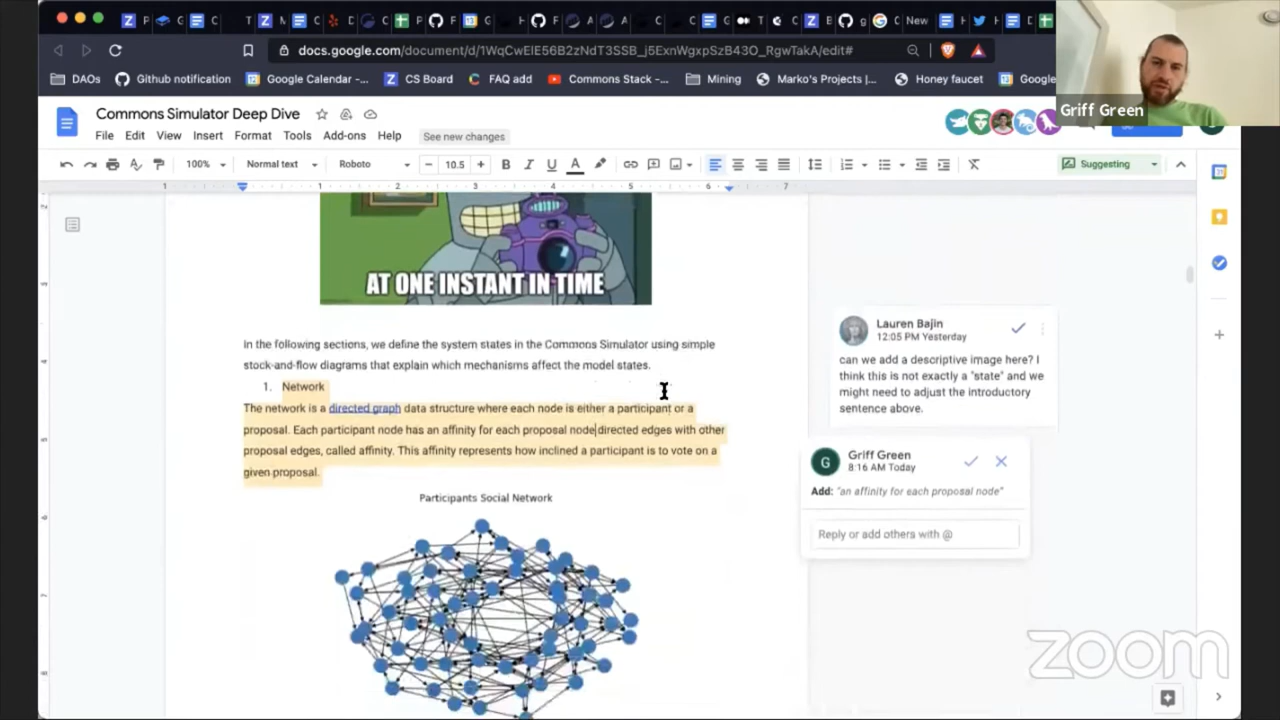 docs.google.com/document/d/1WqCwElE56B2zNdT3SSB_j5ExnWgxpSzB43O_RgwTakA/edit#
DAOs
Github notification
Google Calendar -...
CS Board
FAQ add
Commons Stack -...
Mining
Marko's Projects |...
Honey faucet
Griff Green
Commons Simulator Deep Dive
File Edit View Insert Format Tools Add-ons Help See new changes
100% Normal text Roboto 10.5 Suggesting
AT ONE INSTANT IN TIME
In the following sections, we define the system states in the Commons Simulator using simple
stock-and-flow diagrams that explain which mechanisms affect the model states.
1. Network
The network is a directed graph data structure where each node is either a participant or a
proposal. Each participant node has an affinity for each proposal node directed edges with other
proposal edges, called affinity. This affinity represents how inclined a participant is to vote on a
given proposal.
Participants Social Network
Lauren Bajin
12:05 PM Yesterday
can we add a descriptive image here? I
think this is not exactly a "state" and we
might need to adjust the introductory
sentence above.
G
Griff Green
8:16 AM Today
Add: "an affinity for each proposal node"
Reply or add others with @
zoom